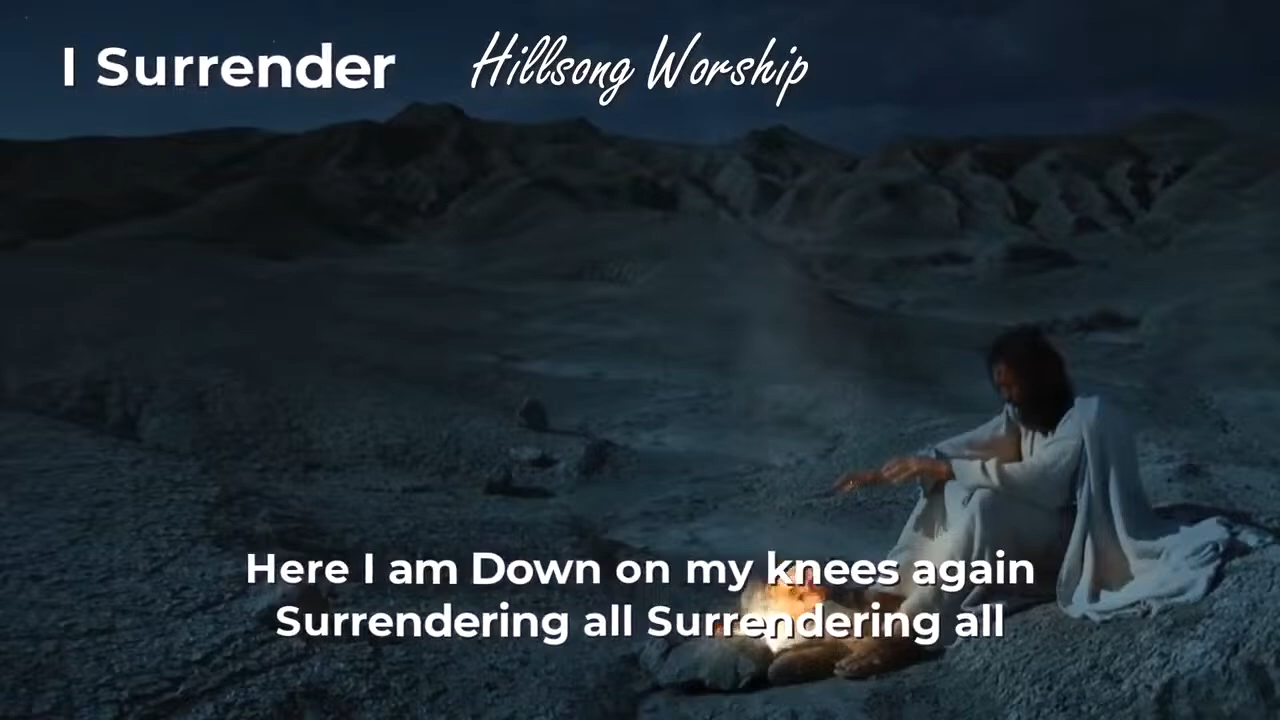 I Surrender Hillsong Worship
Here I am Down on my knees again
Surrendering all Surrendering all